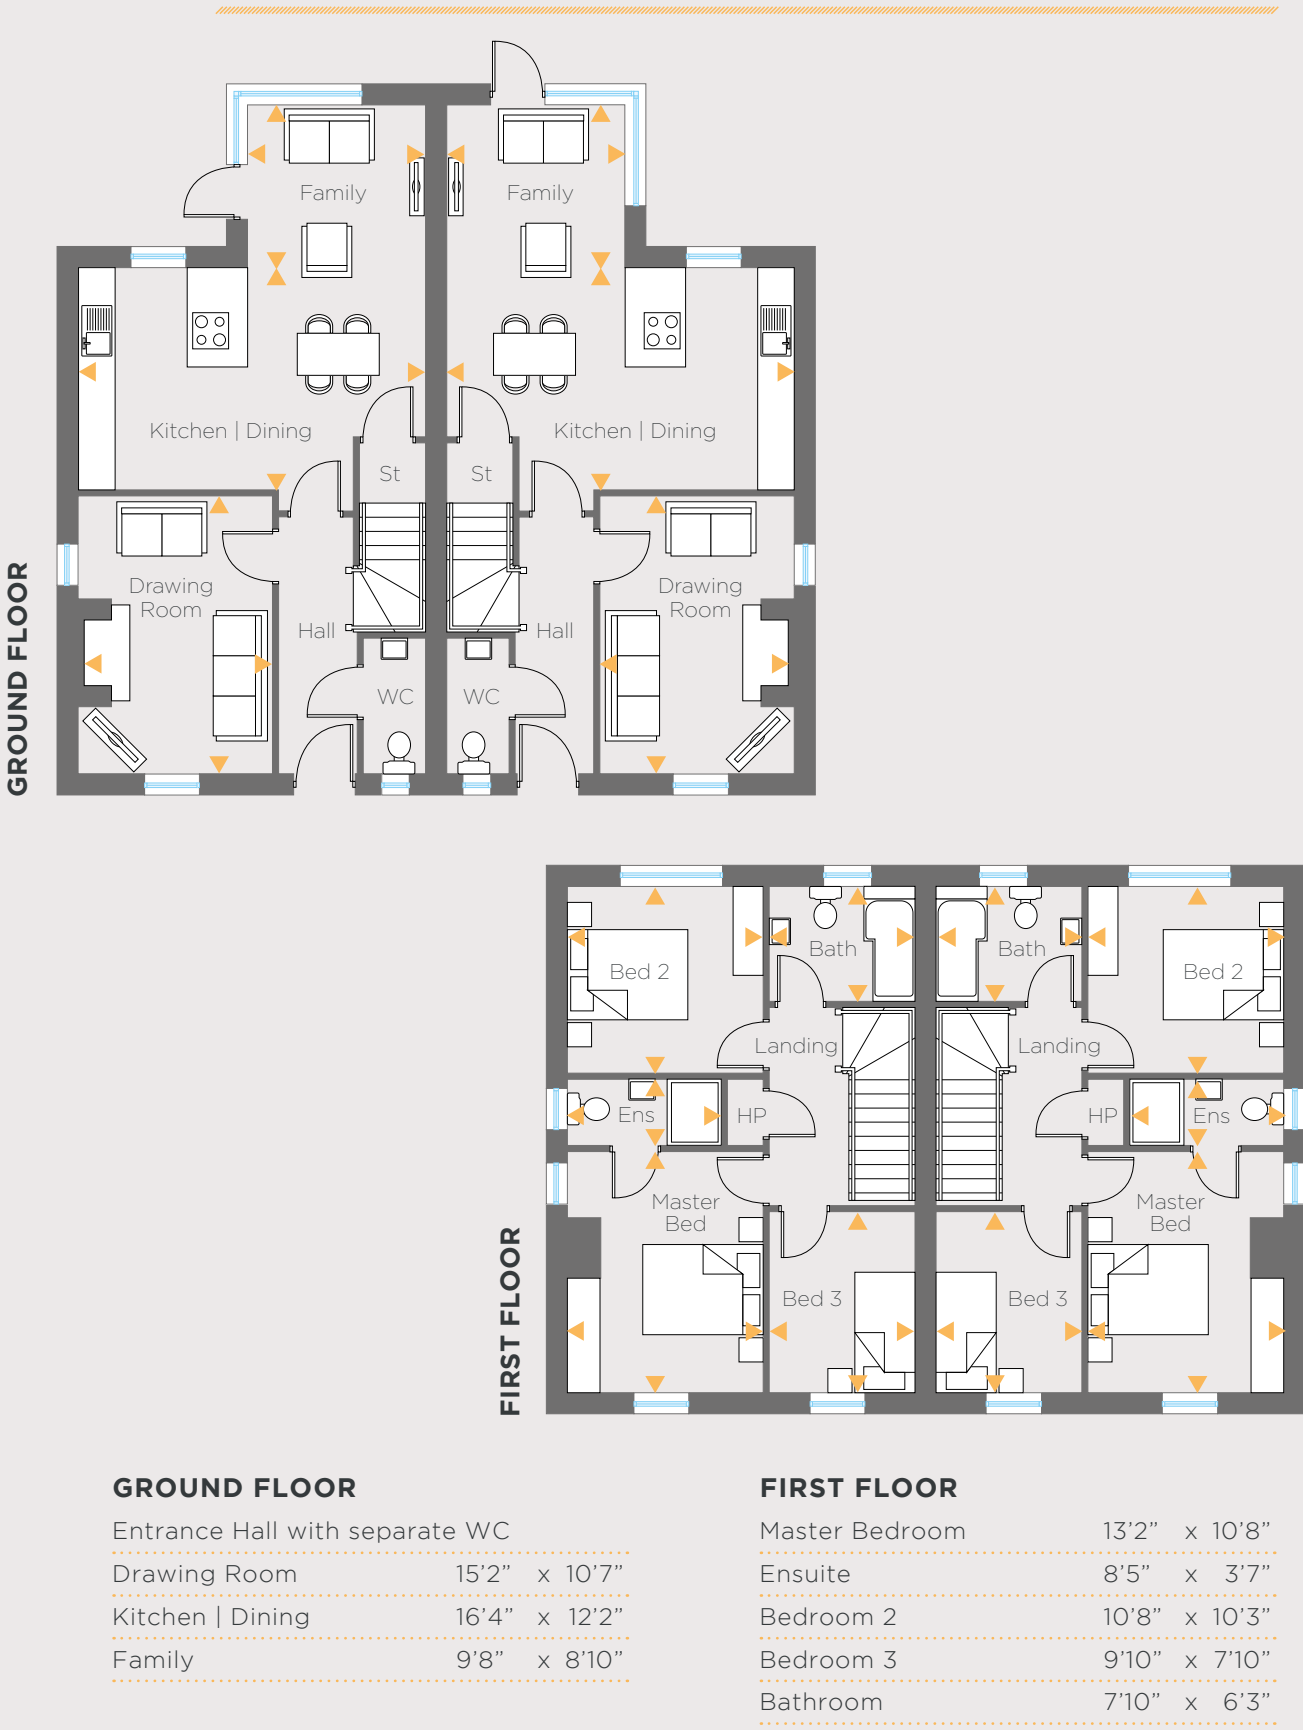 Family
Family
Kitchen | Dining
Kitchen | Dining
St
St
Drawing
Room
Drawing
Room
Hall
Hall
WC
WC
GROUND FLOOR
Bed 2
Bath
Bath
Bed 2
Landing
Landing
Ens
HP
HP
Ens
Master
Bed
Master
Bed
Bed 3
Bed 3
FIRST FLOOR
GROUND FLOOR
Entrance Hall with separate WC
Drawing Room 15’2” x 10’7”
Kitchen | Dining 16’4” x 12’2”
Family 9’8” x 8’10”
FIRST FLOOR
Master Bedroom 13’2” x 10’8”
Ensuite 8’5” x 3’7”
Bedroom 2 10’8” x 10’3”
Bedroom 3 9’10” x 7’10”
Bathroom 7’10” x 6’3”